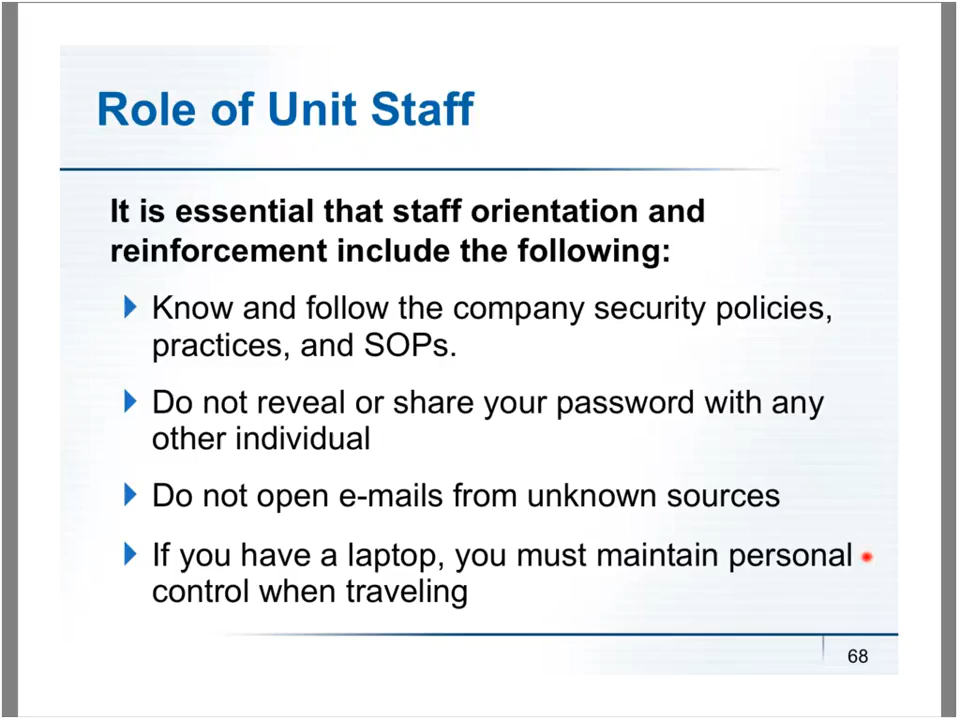 Role of Unit Staff
It is essential that staff orientation and
reinforcement include the following:
Know and follow the company security policies,
practices, and SOPs.
Do not reveal or share your password with any
other individual
Do not open e-mails from unknown sources
If you have a laptop, you must maintain personal
control when traveling
68